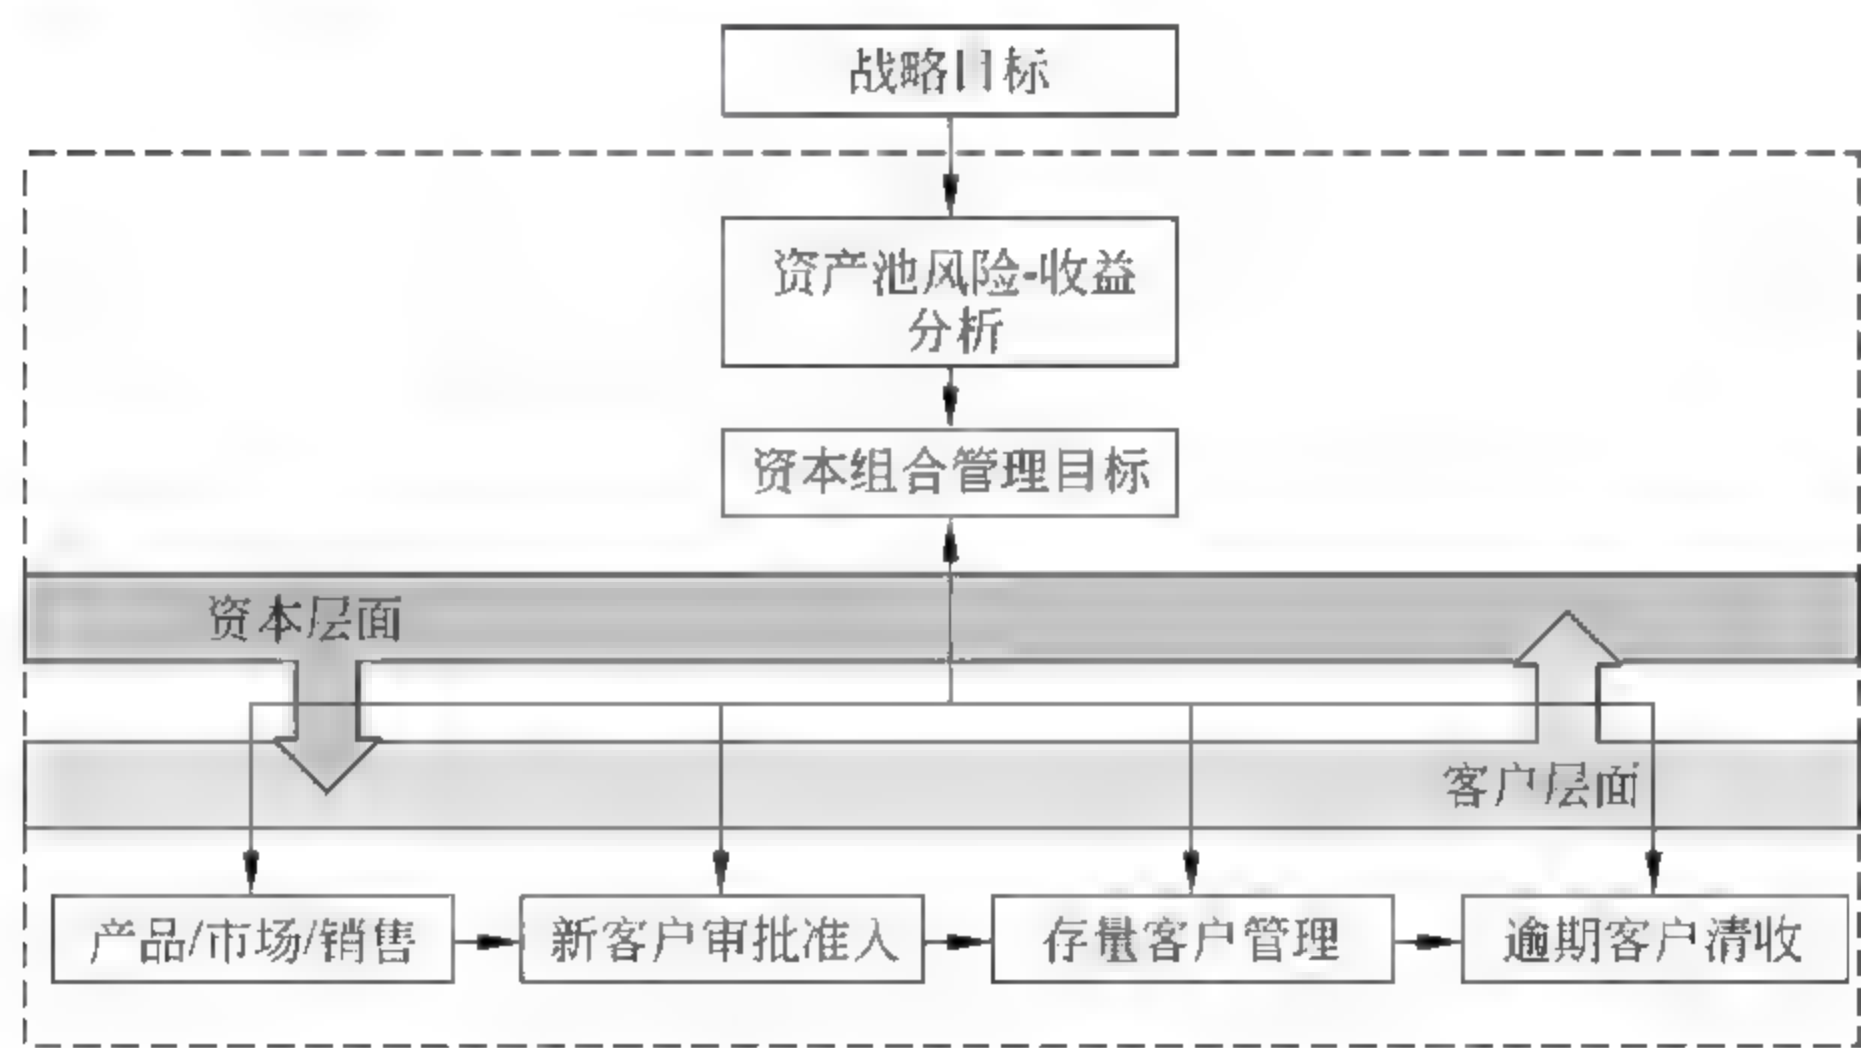 战略目标
资产池风险-收益
分析
资本组合管理目标
资本层面
客户层面
产品/市场/销售
新客户审批准入
存量客户管理
逾期客户清收